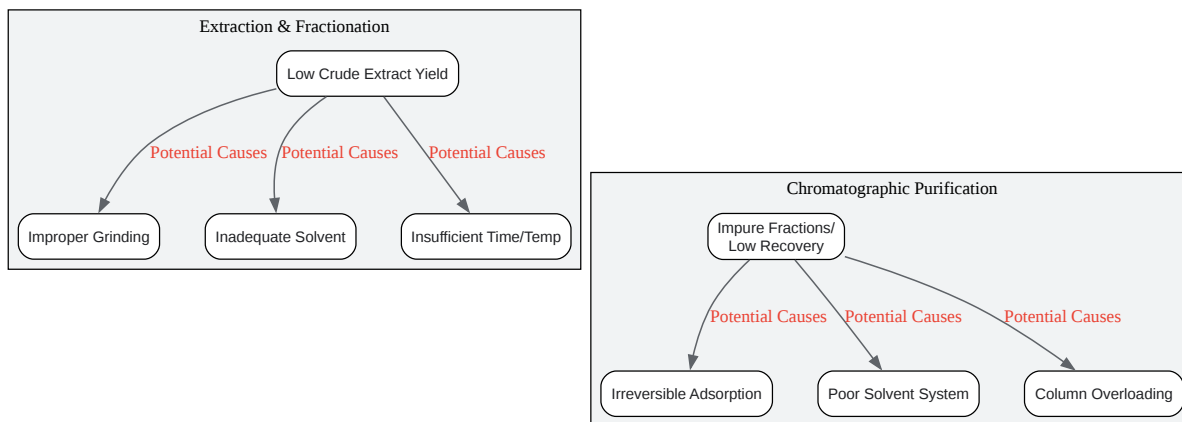 Extraction & Fractionation
Low Crude Extract Yield
Potential Causes
Potential Causes
Potential Causes
Improper Grinding
Inadequate Solvent
Insufficient Time/Temp
Chromatographic Purification
Impure Fractions/
Low Recovery
Potential Causes
Potential Causes
Potential Causes
Irreversible Adsorption
Poor Solvent System
Column Overloading